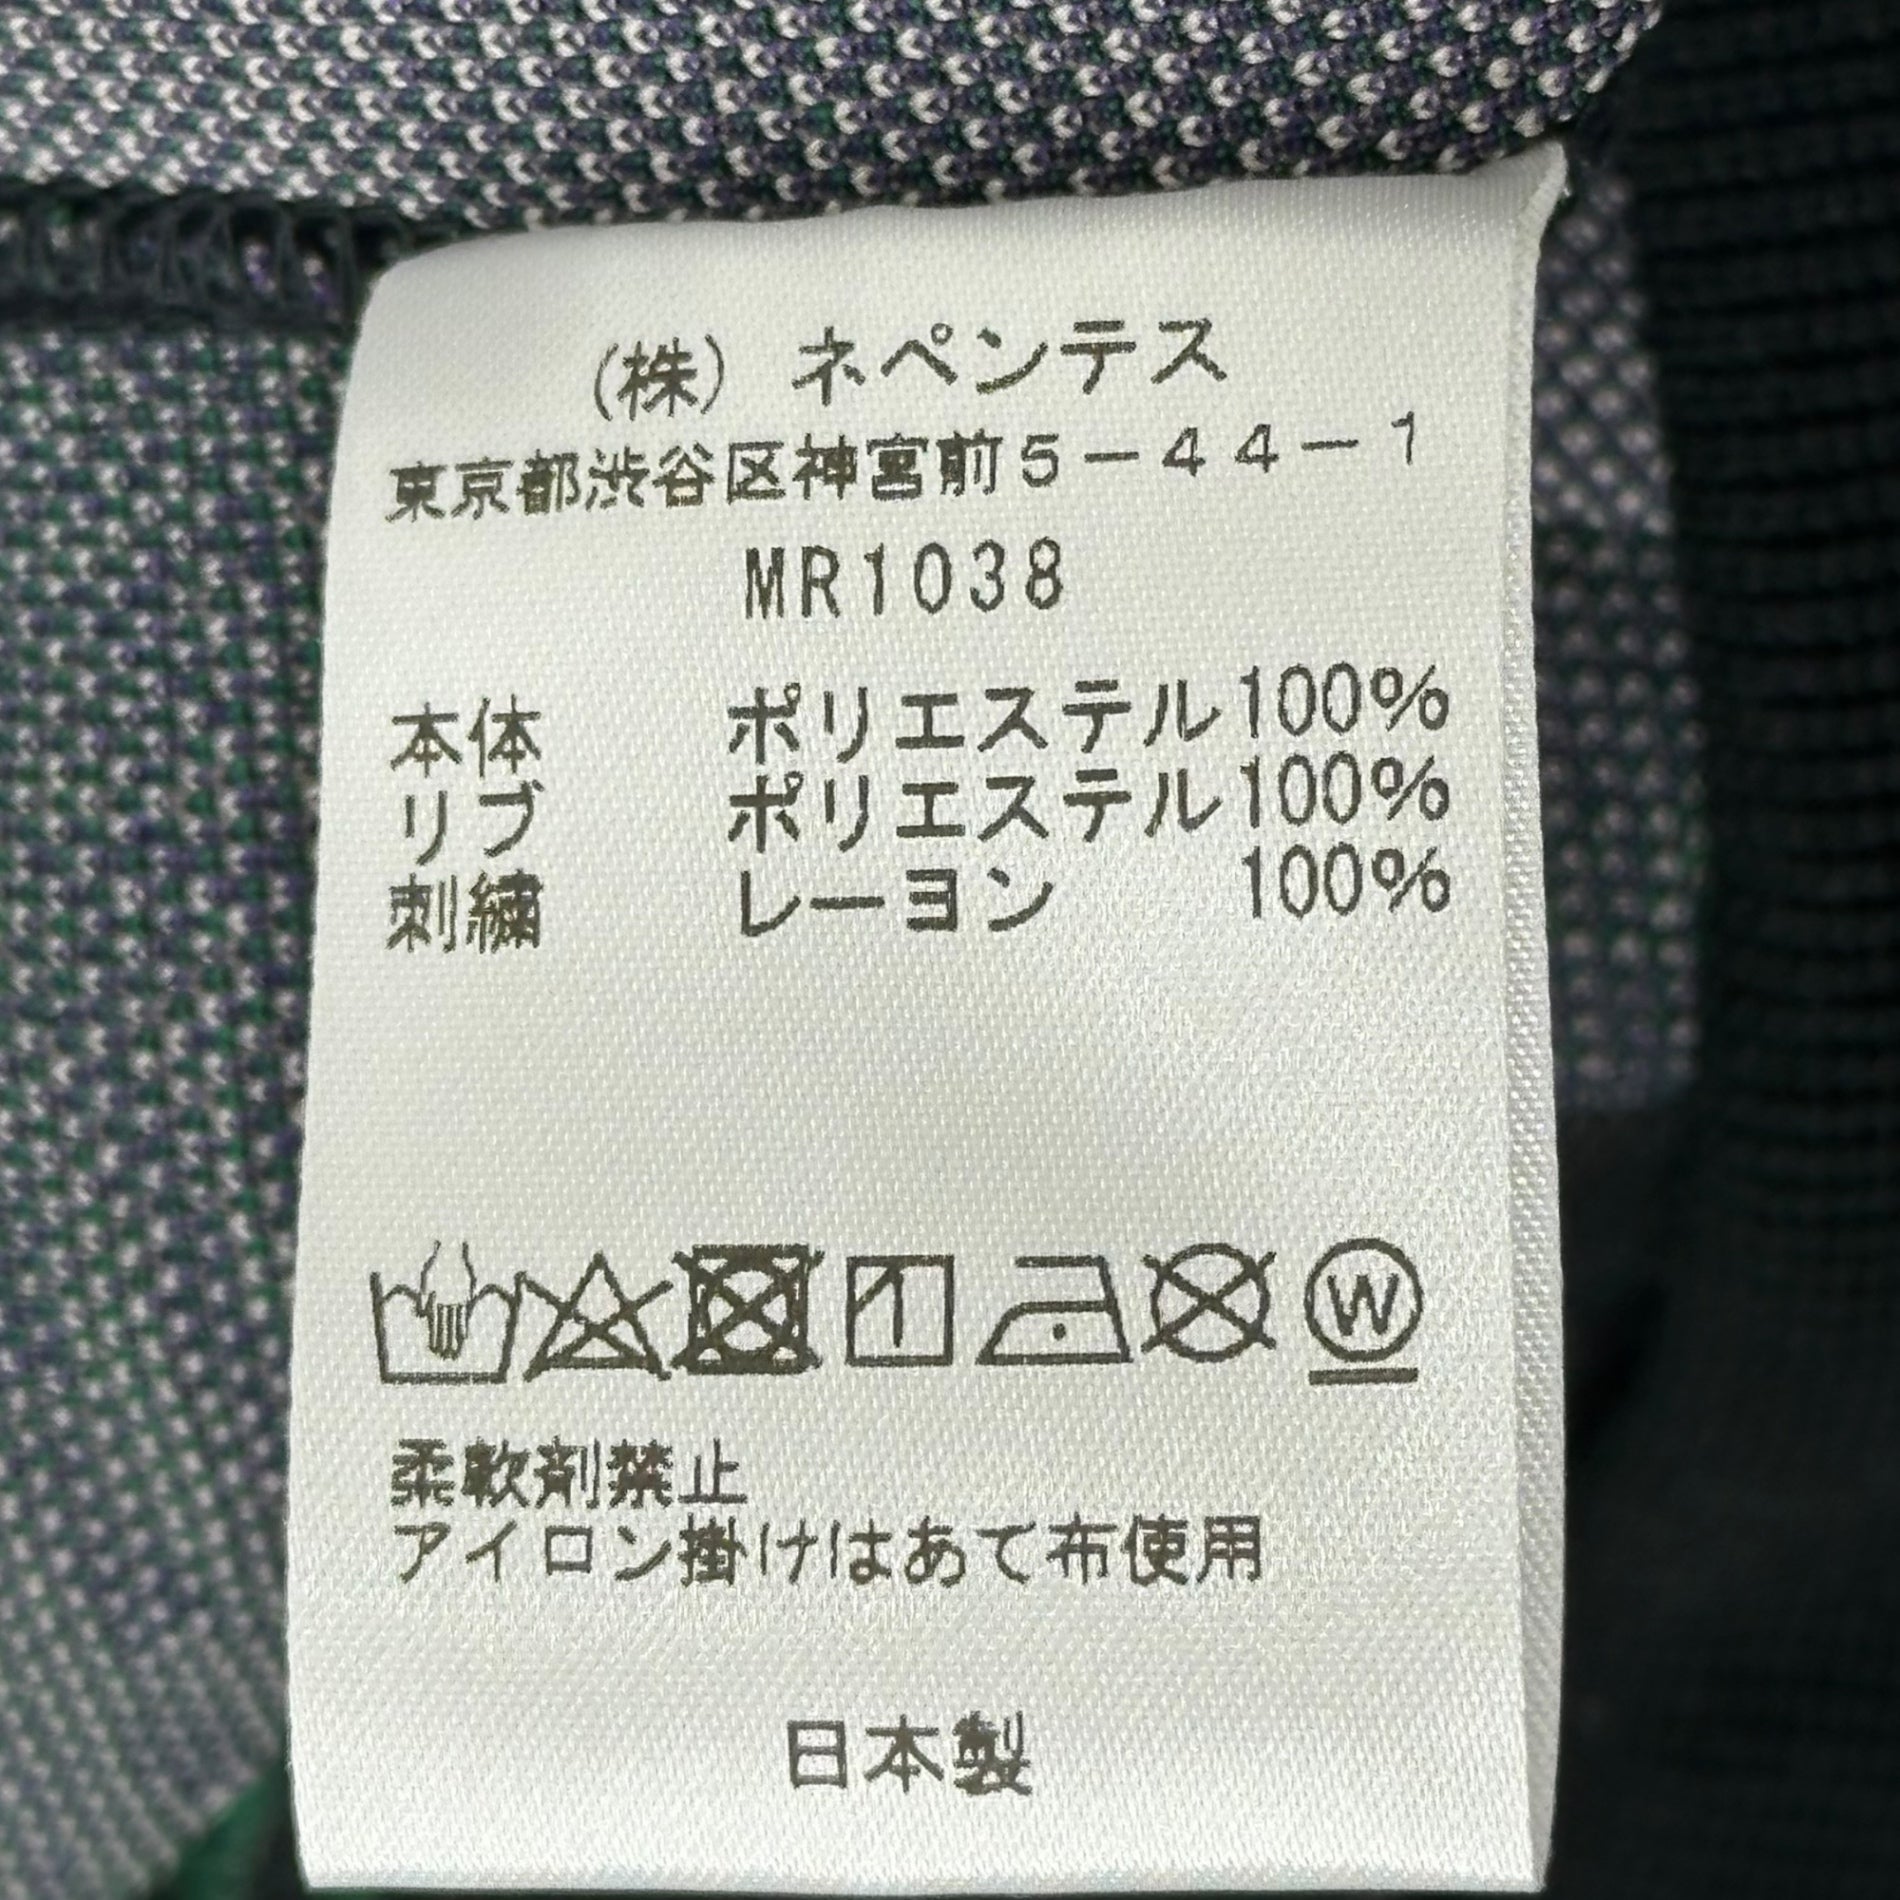 (株) ネペンテス
東京都渋谷区神宮前5-44-1
MR1038
本体 ポリエステル100%
リブ ポリエステル100%
刺繍 レーヨン 100%
W
柔軟剤禁止
アイロン掛けはあて布使用
日本製